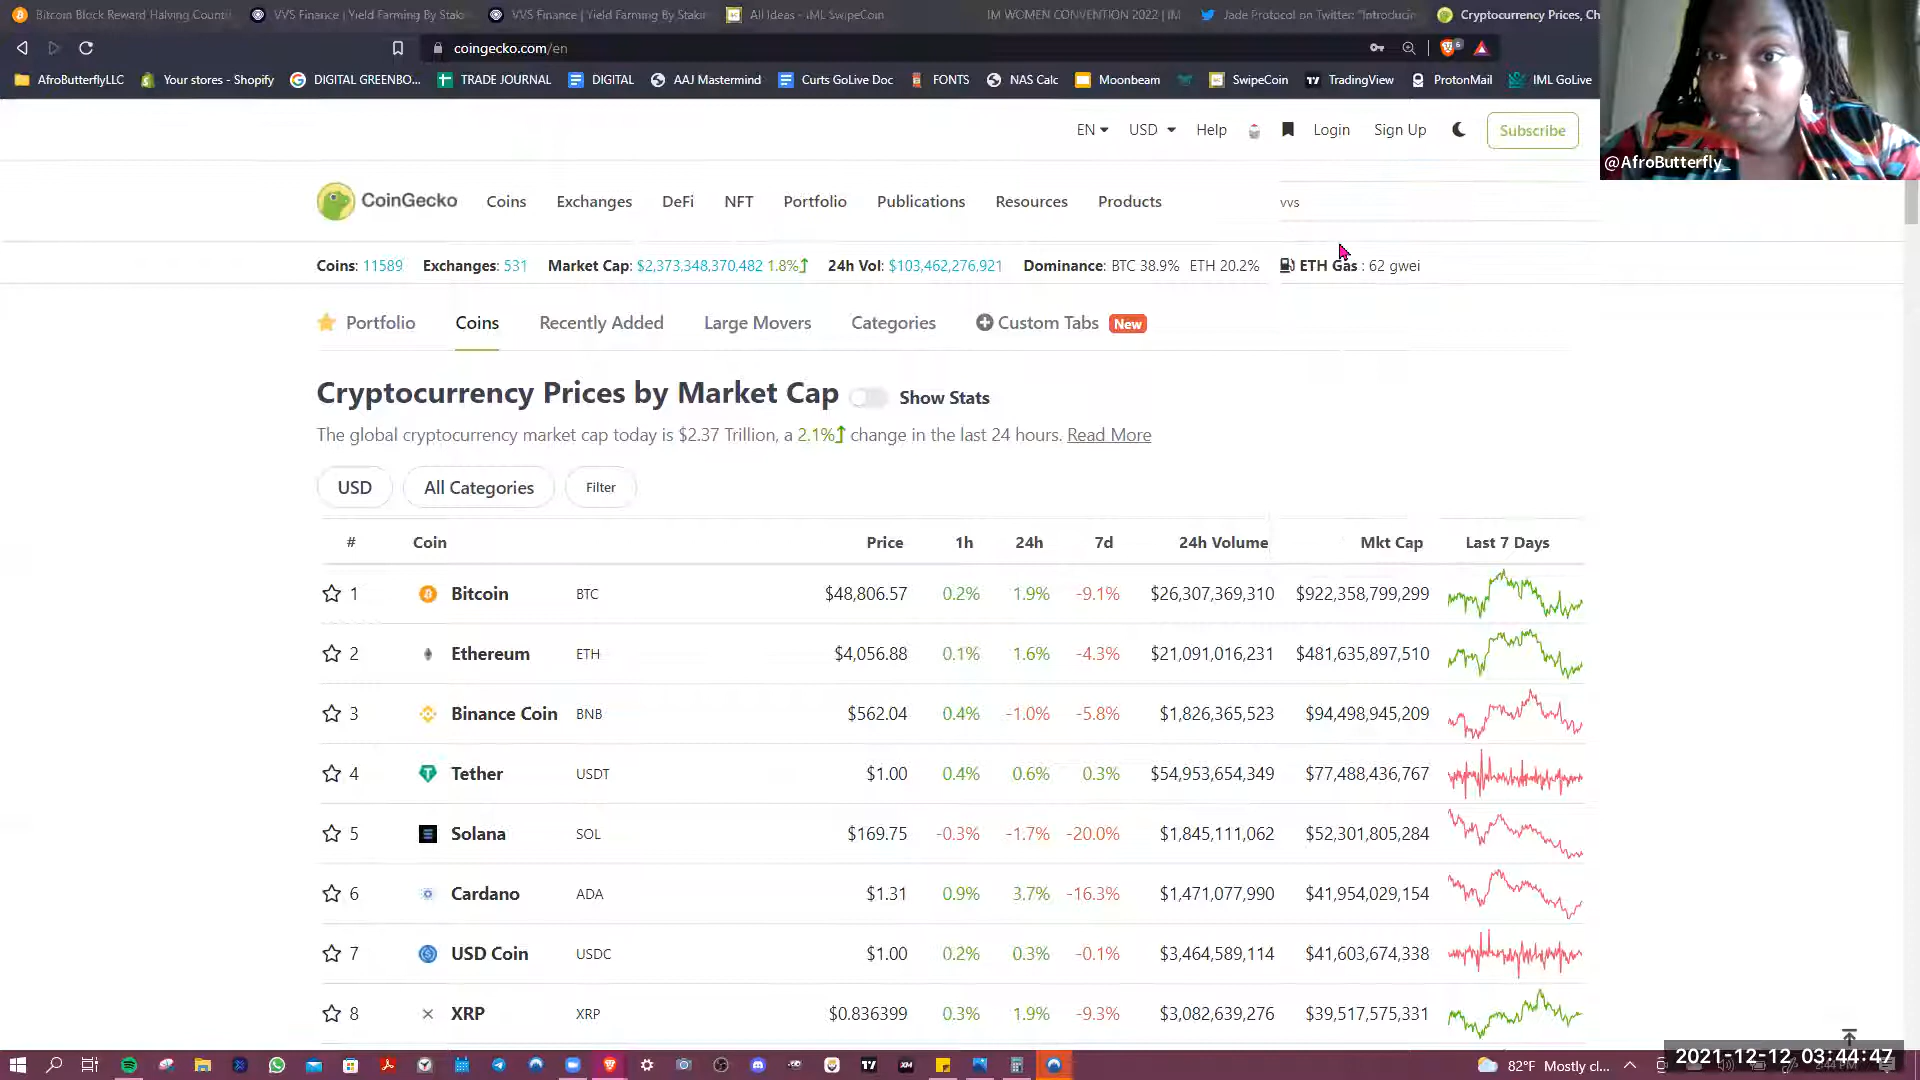 Bitcoin Block Reward Halving Counti
VVS Finance | Yield Farming By Stakı
VVS Finance | Yield Farming By Stakı
All Ideas - iML SwipeCoin
IM WOMEN CONVENTION 2022 | IM
Jade Protocol on Twitter: "Introducin
Cryptocurrency Prices, Ch
coingecko.com/en
AfroButterflyLLC
Your stores - Shopify
DIGITAL GREENBO...
TRADE JOURNAL
DIGITAL
AAJ Mastermind
Curts GoLive Doc
FONTS
NAS Calc
Moonbeam
SwipeCoin
TradingView
ProtonMail
IML GoLive
EN
USD
Help
Login
Sign Up
Subscribe
@AfroButterfly_
CoinGecko
Coins
Exchanges
DeFi
NFT
Portfolio
Publications
Resources
Products
vvs
Coins: 11589 Exchanges: 531 Market Cap: $2,373,348,370,482 1.8% 24h Vol: $103,462,276,921 Dominance: BTC 38.9% ETH 20.2% ETH Gas : 62 gwei
Portfolio
Coins
Recently Added
Large Movers
Categories
Custom Tabs
New
Cryptocurrency Prices by Market Cap
Show Stats
The global cryptocurrency market cap today is $2.37 Trillion, a 2.1% change in the last 24 hours. Read More
USD
All Categories
Filter
# Coin Price 1h 24h 7d 24h Volume Mkt Cap Last 7 Days
1 Bitcoin BTC $48,806.57 0.2% 1.9% -9.1% $26,307,369,310 $922,358,799,299
2 Ethereum ETH $4,056.88 0.1% 1.6% -4.3% $21,091,016,231 $481,635,897,510
3 Binance Coin BNB $562.04 0.4% -1.0% -5.8% $1,826,365,523 $94,498,945,209
4 Tether USDT $1.00 0.4% 0.6% 0.3% $54,953,654,349 $77,488,436,767
5 Solana SOL $169.75 -0.3% -1.7% -20.0% $1,845,111,062 $52,301,805,284
6 Cardano ADA $1.31 0.9% 3.7% -16.3% $1,471,077,990 $41,954,029,154
7 USD Coin USDC $1.00 0.2% 0.3% -0.1% $3,464,589,114 $41,603,674,338
8 XRP XRP $0.836399 0.3% 1.9% -9.3% $3,082,639,276 $39,517,575,331
82°F Mostly cl...
2021-12-12 03:44:47